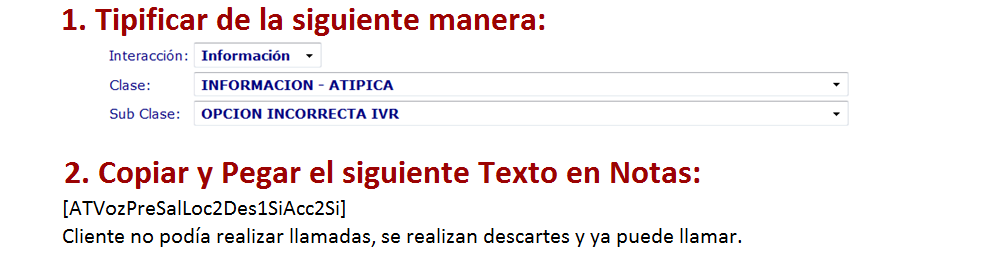 1. Tipificar de la siguiente manera:
Interacción: Información
Clase: INFORMACION - ATIPICA
Sub Clase: OPCION INCORRECTA IVR
2. Copiar y Pegar el siguiente Texto en Notas:
[ATVozPreSalLoc2Des1SiAcc2Si]
Cliente no podía realizar llamadas, se realizan descartes y ya puede llamar.